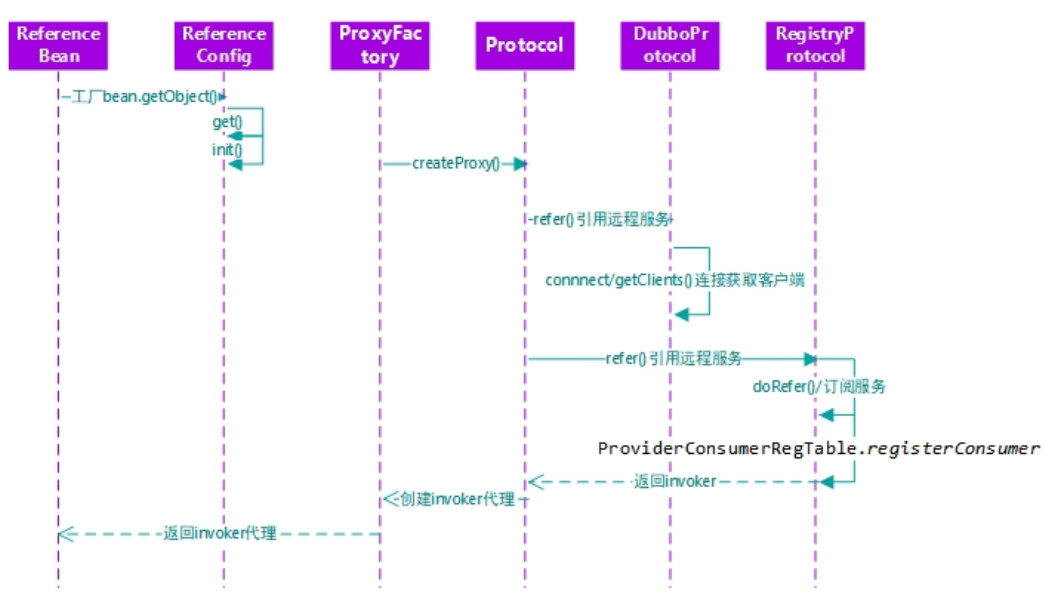 Reference
Bean
Reference
Config
ProxyFac
tory
Protocol
DubboPr
otocol
RegistryP
rotocol
工厂bean.getObject()
get()
init()
createProxy()
refer()引用远程服务
connnect/getClients()连接获取客户端
refer()引用远程服务
doRefer()/订阅服务
ProviderConsumerRegTable.registerConsumer
返回invoker
创建invoker代理
返回invoker代理